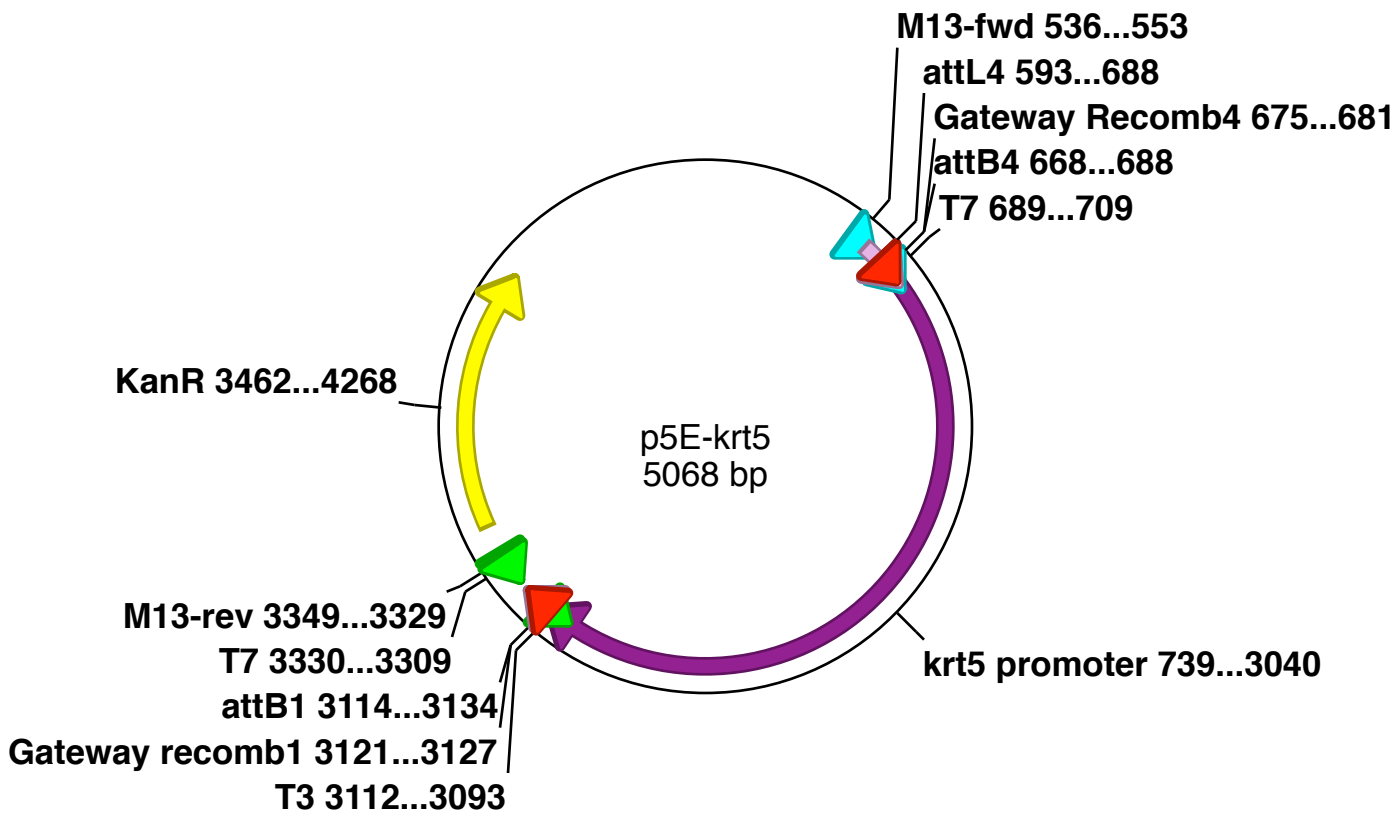 M13-fwd 536...553
attL4 593...688
Gateway Recomb4 675...681
attB4 668...688
T7 689...709
KanR 3462...4268
p5E-krt5
5068 bp
M13-rev 3349...3329
T7 3330...3309
krt5 promoter 739...3040
attB1 3114...3134
Gateway recomb1 3121...3127
T3 3112...3093